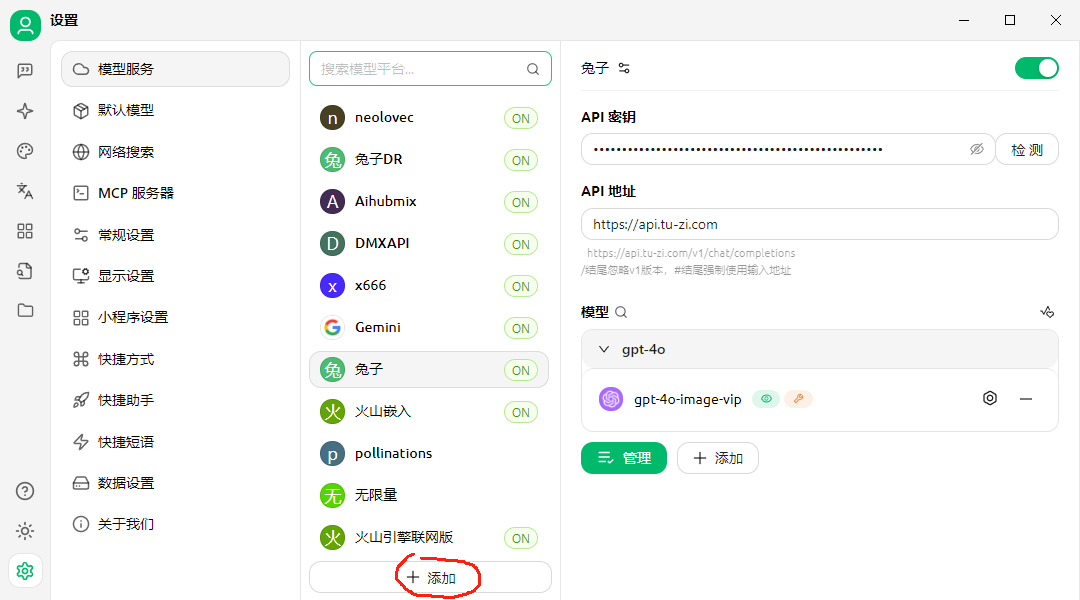 设置
模型服务
默认模型
网络搜索
MCP 服务器
常规设置
显示设置
小程序设置
快捷方式
快捷助手
快捷短语
数据设置
关于我们
搜索模型平台...
n neolovec ON
兔 兔子DR ON
A Aihubmix ON
D DMXAPI ON
x x666 ON
G Gemini ON
兔 兔子 ON
火 火山嵌入 ON
p pollinations
无 无限量
火 火山引擎联网版 ON
添加
兔子
API 密钥
检 测
API 地址
https://api.tu-zi.com
https://api.tu-zi.com/v1/chat/completions
/结尾忽略v1版本，#结尾强制使用输入地址
模型
gpt-4o
gpt-4o-image-vip
管理
添加